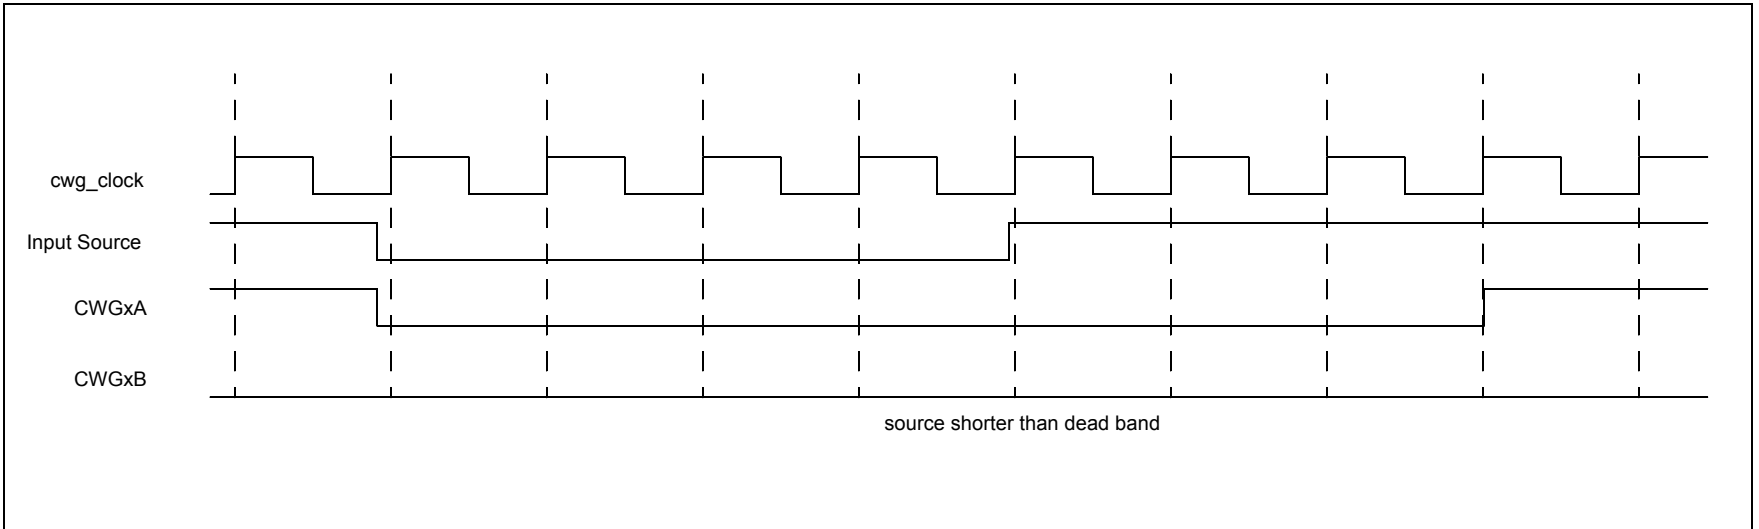 cwg_clock
Input Source
CWGxA
CWGxB
source shorter than dead band